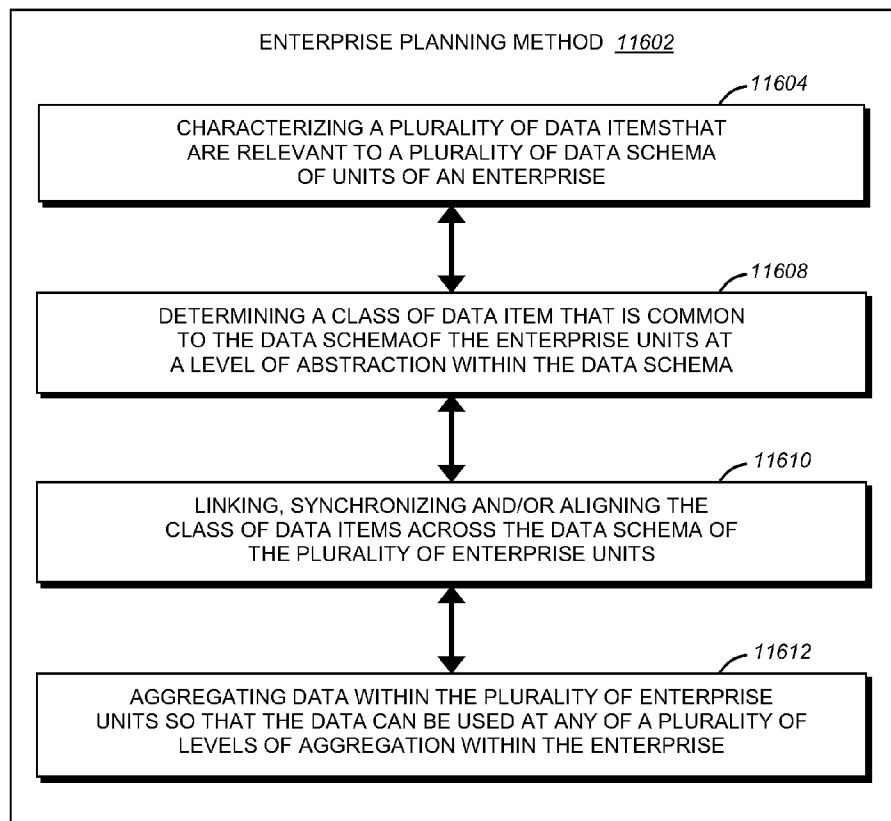 ENTERPRISE PLANNING METHOD 11602
11604
CHARACTERIZING A PLURALITY OF DATA ITEMSTHAT
ARE RELEVANT TO A PLURALITY OF DATA SCHEMA
OF UNITS OF AN ENTERPRISE
11608
DETERMINING A CLASS OF DATA ITEM THAT IS COMMON
TO THE DATA SCHEMAOF THE ENTERPRISE UNITS AT
A LEVEL OF ABSTRACTION WITHIN THE DATA SCHEMA
11610
LINKING, SYNCHRONIZING AND/OR ALIGNING THE
CLASS OF DATA ITEMS ACROSS THE DATA SCHEMA OF
THE PLURALITY OF ENTERPRISE UNITS
11612
AGGREGATING DATA WITHIN THE PLURALITY OF ENTERPRISE
UNITS SO THAT THE DATA CAN BE USED AT ANY OF A PLURALITY OF
LEVELS OF AGGREGATION WITHIN THE ENTERPRISE